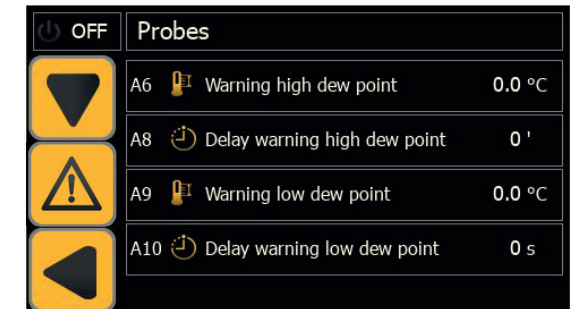 OFF Probes
A6 Warning high dew point 0.0 °C
A8 Delay warning high dew point 0 '
A9 Warning low dew point 0.0 °C
A10 Delay warning low dew point 0 s